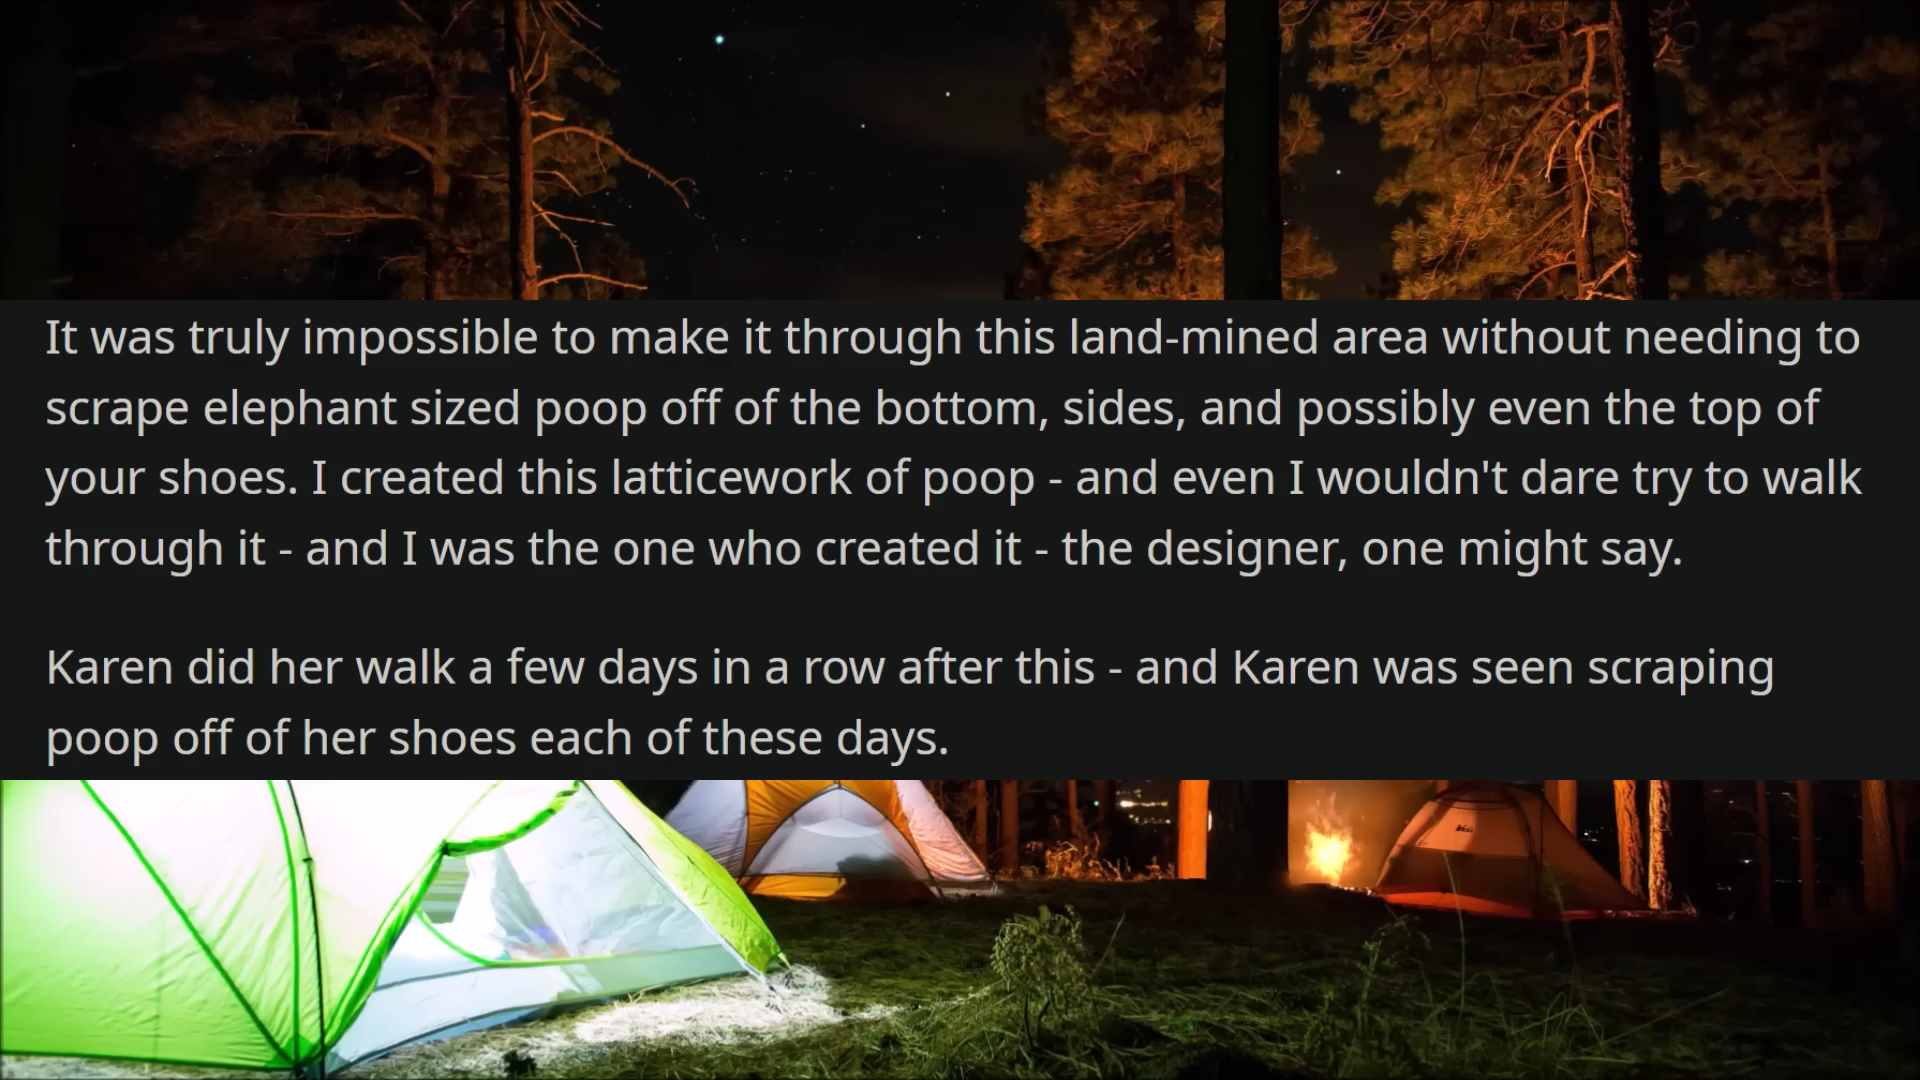 It was truly impossible to make it through this land-mined area without needing to
scrape elephant sized poop off of the bottom, sides, and possibly even the top of
your shoes. I created this latticework of poop - and even I wouldn't dare try to walk
through it - and I was the one who created it - the designer, one might say.
Karen did her walk a few days in a row after this - and Karen was seen scraping
poop off of her shoes each of these days.